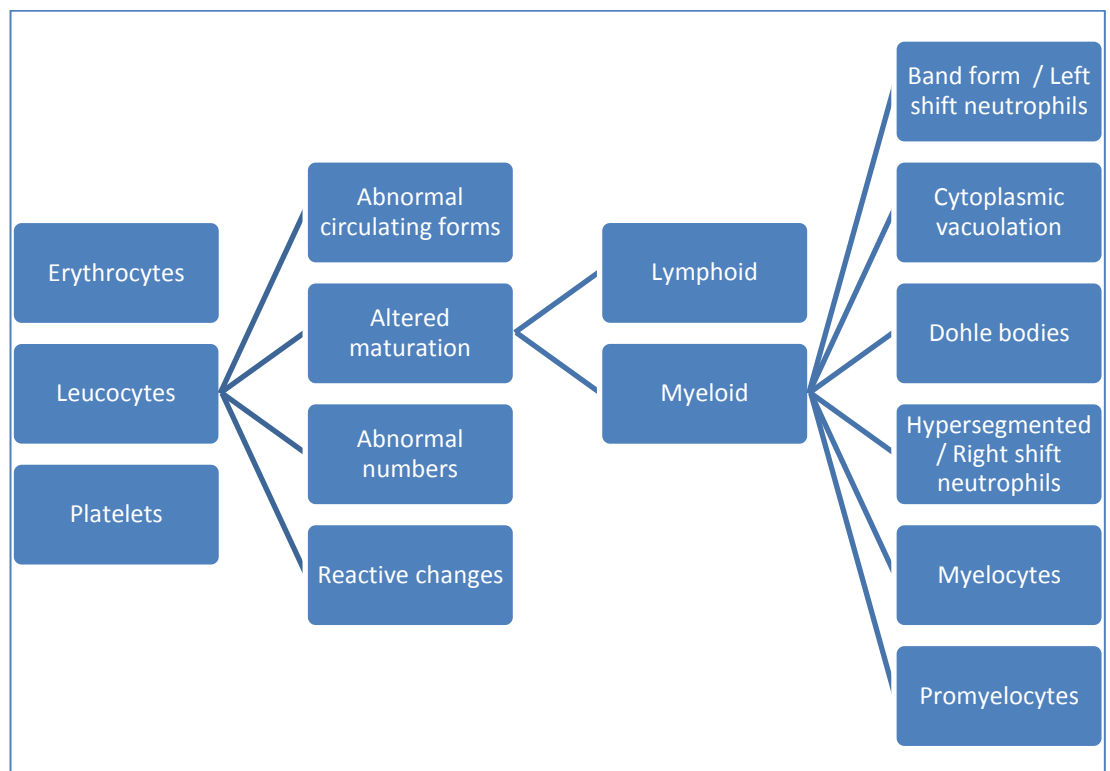 Erythrocytes
Leucocytes
Platelets
Abnormal
circulating forms
Altered
maturation
Abnormal
numbers
Reactive changes
Lymphoid
Myeloid
Band form  / Left
shift neutrophils
Cytoplasmic
vacuolation
Dohle bodies
Hypersegmented
/ Right shift
neutrophils
Myelocytes
Promyelocytes